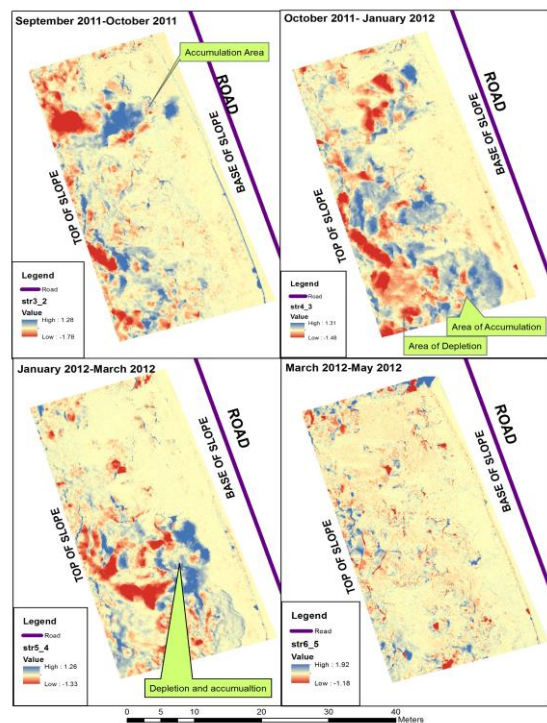 September 2011-October 2011
Accumulation Area
ROAD
BASE OF SLOPE
TOP OF SLOPE
Legend
Road
str3_2
Value
High : 1.28
Low : -1.78
October 2011- January 2012
ROAD
BASE OF SLOPE
TOP OF SLOPE
Legend
Road
str4_3
Value
High : 1.31
Low : -1.48
Area of Accumulation
Area of Depletion
January 2012-March 2012
ROAD
BASE OF SLOPE
TOP OF SLOPE
Legend
Road
str5_4
Value
High : 1.26
Low : -1.33
Depletion and accumualtion
March 2012-May 2012
ROAD
BASE OF SLOPE
TOP OF SLOPE
Legend
Road
str6_5
Value
High : 1.92
Low : -1.18
0 10 20 30 40
Meters